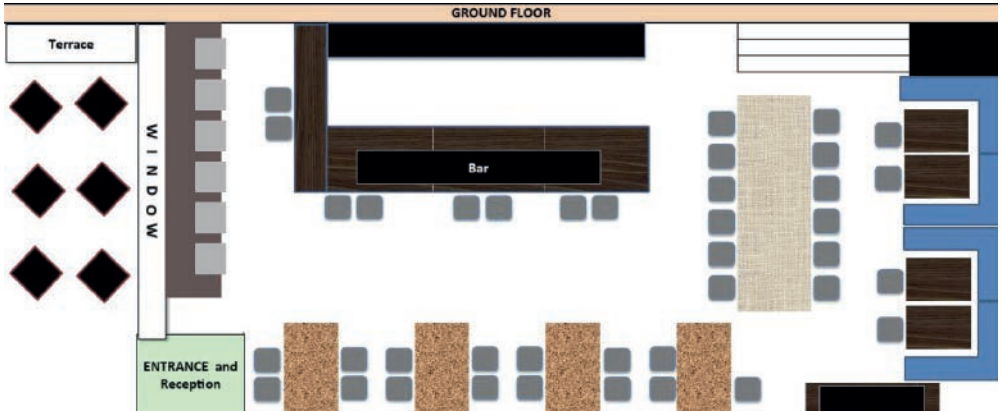 GROUND FLOOR
Terrace
WINDOW
Bar
ENTRANCE and
Reception